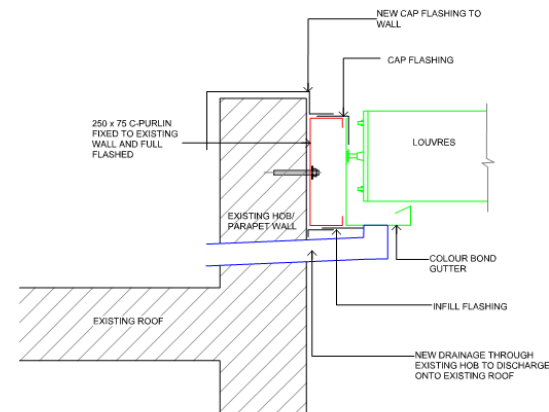 NEW CAP FLASHING TO
WALL
CAP FLASHING
250 x 75 C-PURLIN
FIXED TO EXISTING
WALL AND FULL
FLASHED
LOUVRES
EXISTING HOB/
PARAPET WALL
COLOUR BOND
GUTTER
INFILL FLASHING
EXISTING ROOF
NEW DRAINAGE THROUGH
EXISTING HOB TO DISCHARGE
ONTO EXISTING ROOF